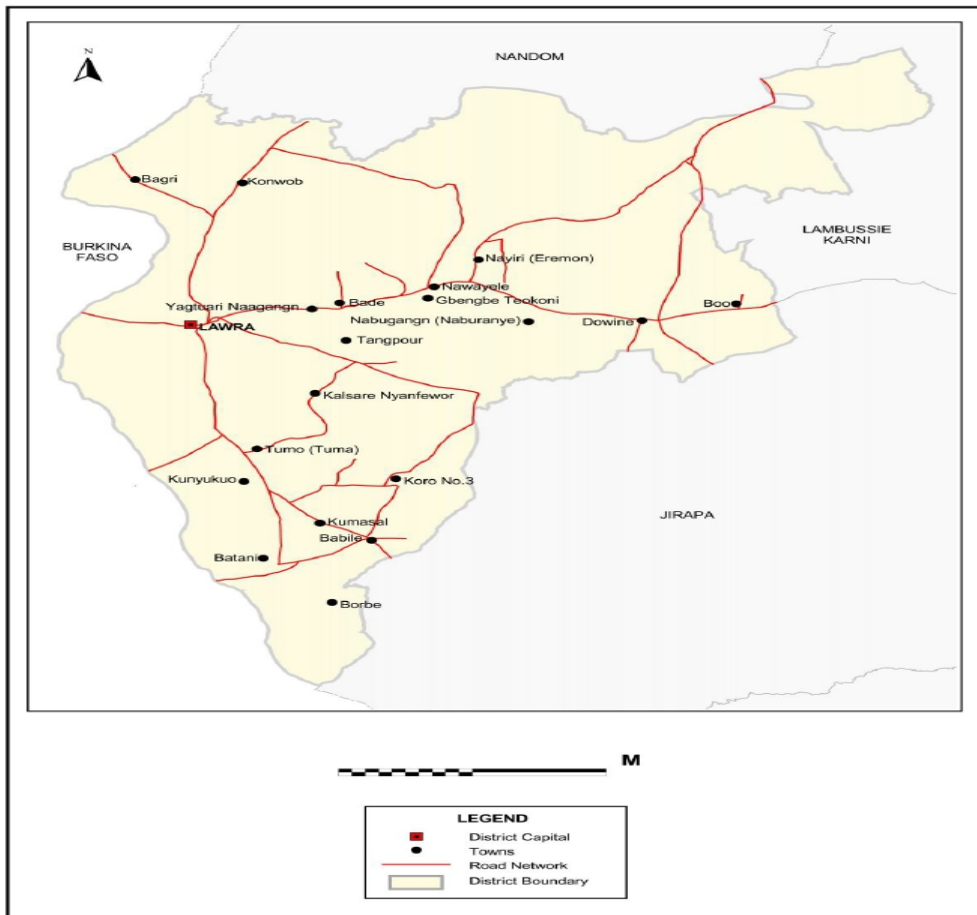 NANDOM
N
Bagri
Konwob
BURKINA
FASO
LAMBUSSIE
KARNI
Nayiri (Eremon)
Nawayele
Gbengbe Teokoni
Bade
Yagtuari Naagangn
Boo
Nabugangn (Naburanye)
Dowine
LAWRA
Tangpour
Kalsare Nyanfewor
Tumo (Tuma)
Kunyukuo
Koro No.3
JIRAPA
Kumasal
Babile
Batani
Borbe
M
LEGEND
District Capital
Towns
Road Network
District Boundary